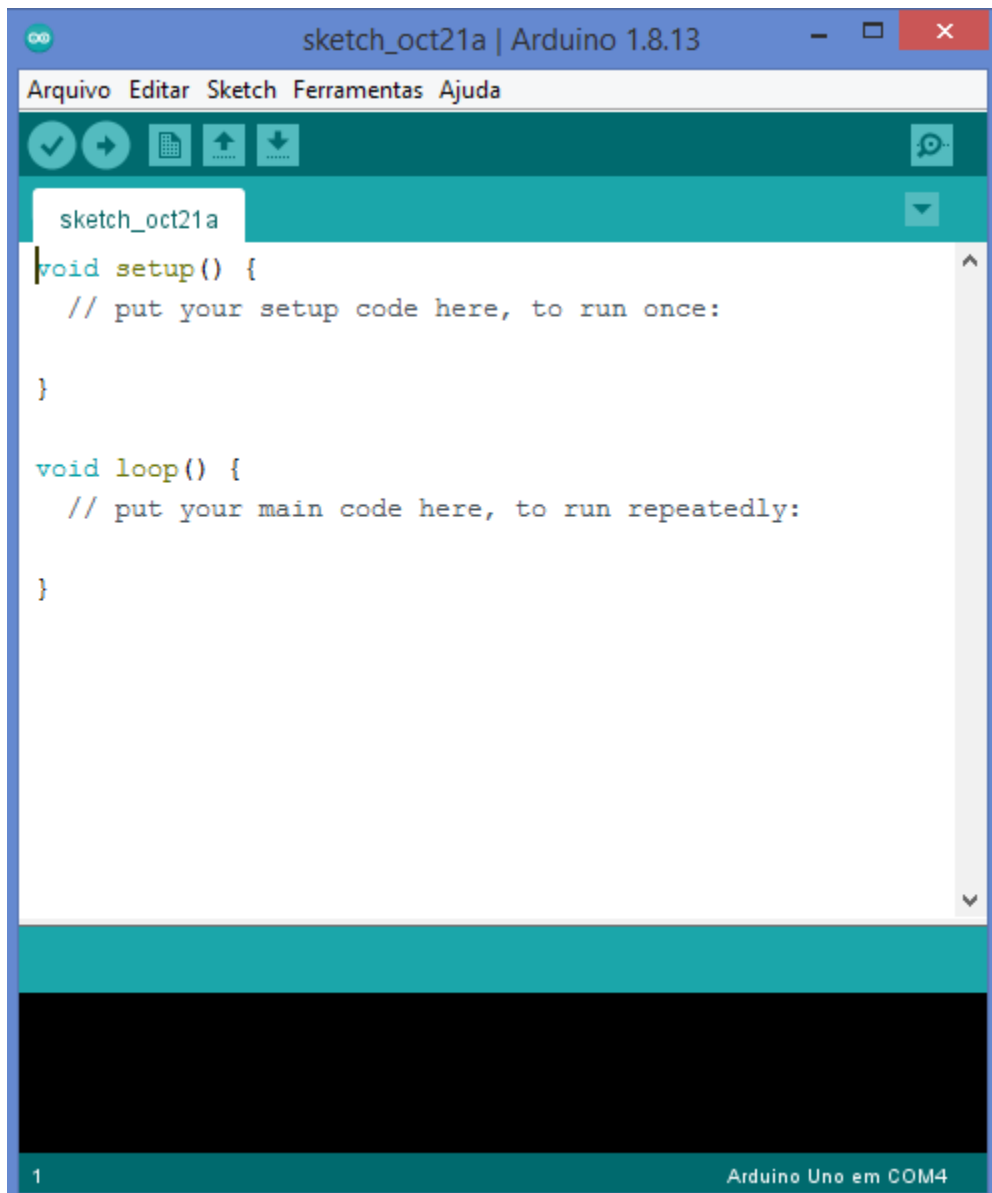 sketch_oct21a | Arduino 1.8.13
Arquivo Editar Sketch Ferramentas Ajuda
sketch_oct21a
void setup() {
  // put your setup code here, to run once:
}
void loop() {
  // put your main code here, to run repeatedly:
}
1 Arduino Uno em COM4